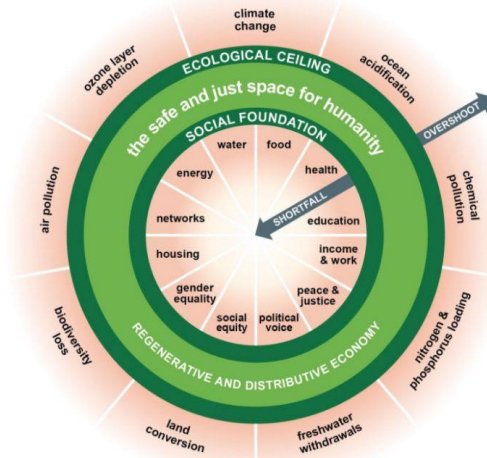 climate
change
ozone layer
depletion
ocean
acidification
ECOLOGICAL CEILING
the safe and just space for humanity
OVERSHOOT
SOCIAL FOUNDATION
water
food
energy
health
air pollution
chemical
pollution
SHORTFALL
networks
education
housing
income
& work
gender
equality
peace &
justice
social
equity
political
voice
biodiversity
loss
nitrogen &
phosphorus loading
REGENERATIVE AND DISTRIBUTIVE ECONOMY
land
conversion
freshwater
withdrawals